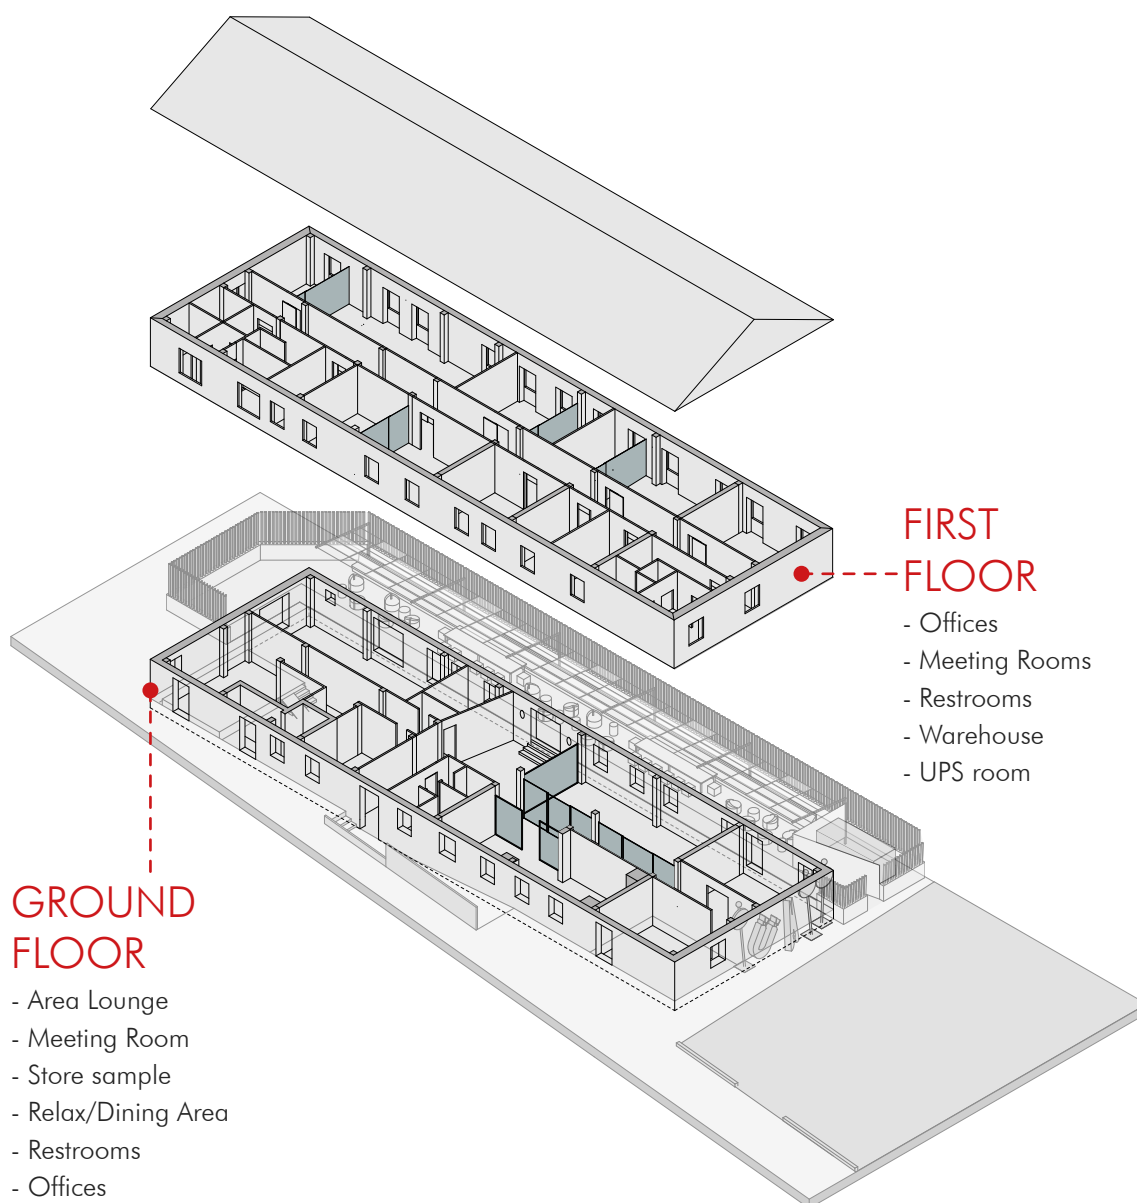 FIRST
FLOOR
- Offices
- Meeting Rooms
- Restrooms
- Warehouse
- UPS room
GROUND
FLOOR
- Area Lounge
- Meeting Room
- Store sample
- Relax/Dining Area
- Restrooms
- Offices